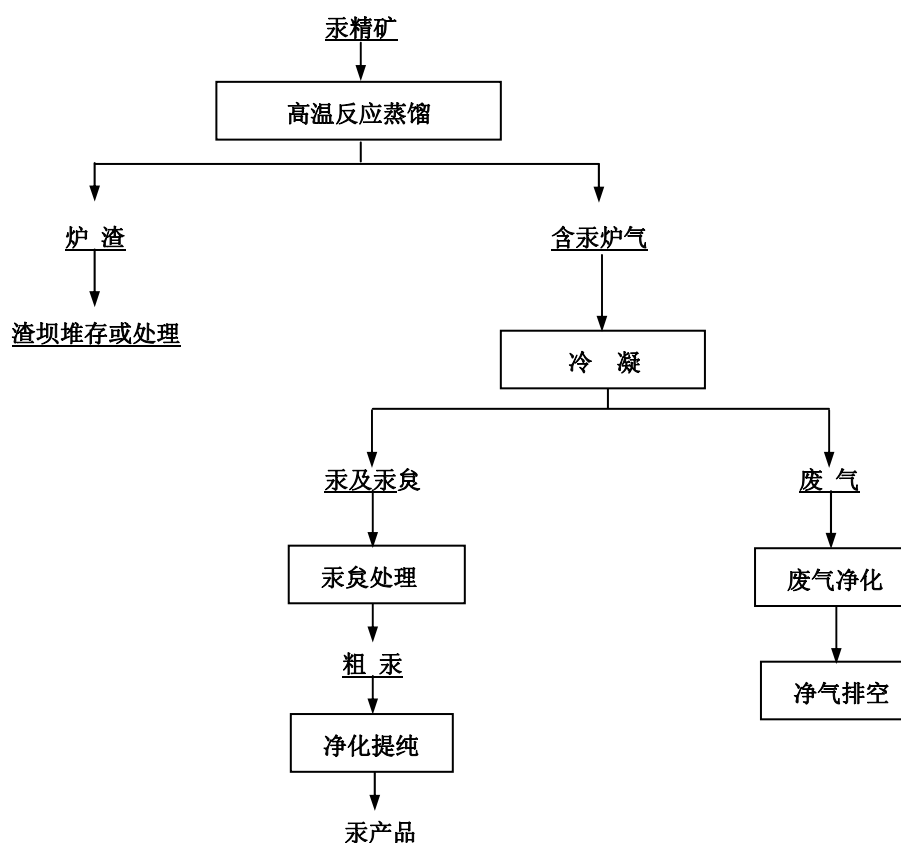 汞精矿
高温反应蒸馏
炉 渣
含汞炉气
渣坝堆存或处理
冷 凝
汞及汞炱
废 气
汞炱处理
废气净化
粗 汞
净气排空
净化提纯
汞产品